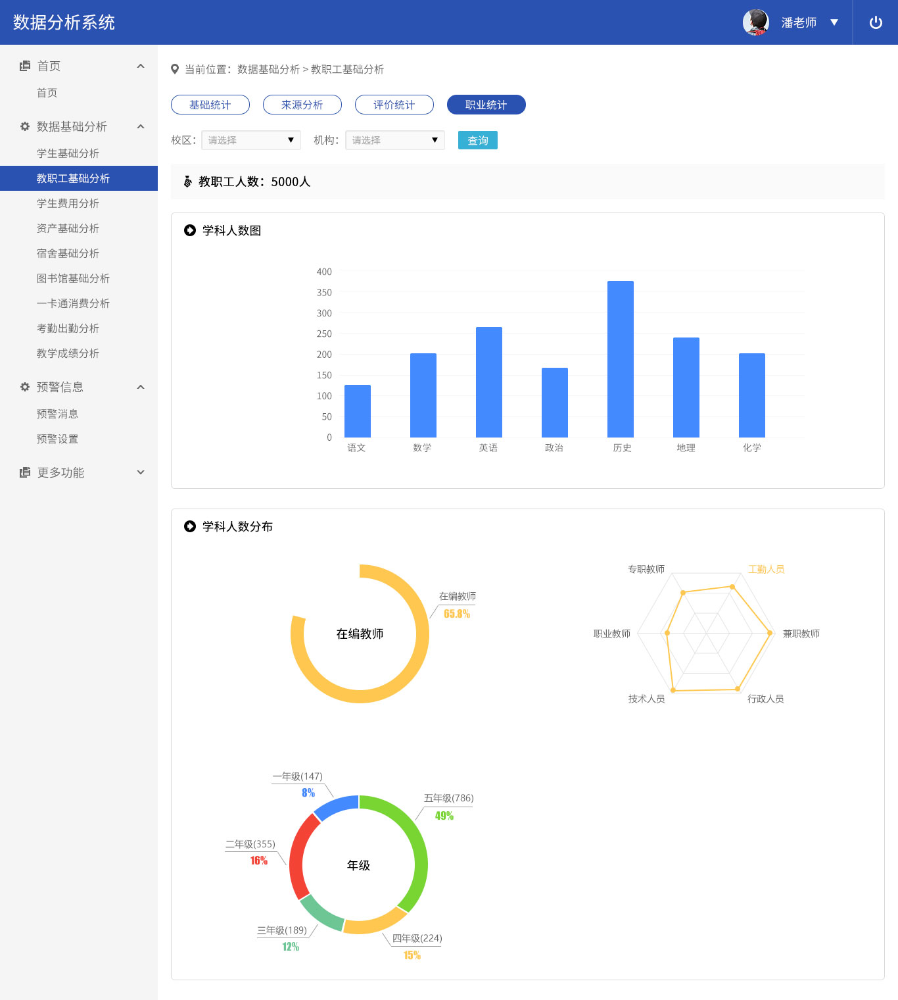 数据分析系统
潘老师
首页
首页
数据基础分析
学生基础分析
教职工基础分析
学生费用分析
资产基础分析
宿舍基础分析
图书馆基础分析
一卡通消费分析
考勤出勤分析
教学成绩分析
预警信息
预警消息
预警设置
更多功能
当前位置：数据基础分析 > 教职工基础分析
基础统计 来源分析 评价统计 职业统计
校区： 请选择 机构： 请选择 查询
教职工人数：5000人
学科人数图
400
350
300
250
200
150
100
50
0
语文 数学 英语 政治 历史 地理 化学
学科人数分布
在编教师
65.8%
在编教师
专职教师 工勤人员
职业教师 兼职教师
技术人员 行政人员
一年级(147)
8%
五年级(786)
49%
二年级(355)
16%
年级
三年级(189)
12%
四年级(224)
15%